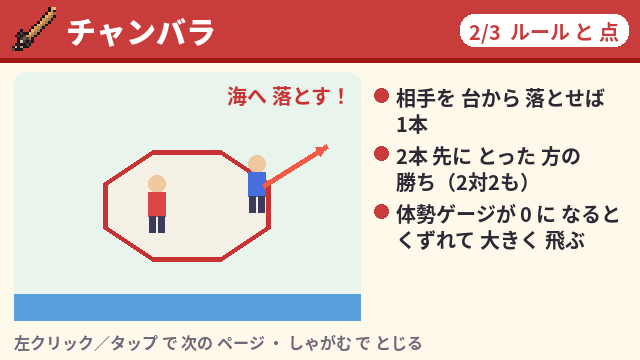 チャンバラ
2/3 ルール と 点
海へ 落とす！
相手を 台から 落とせば
1本
2本 先に とった 方の
勝ち（2対2も）
体勢ゲージが 0 に なると
くずれて 大きく 飛ぶ
左クリック／タップ で 次の ページ ・ しゃがむ で とじる